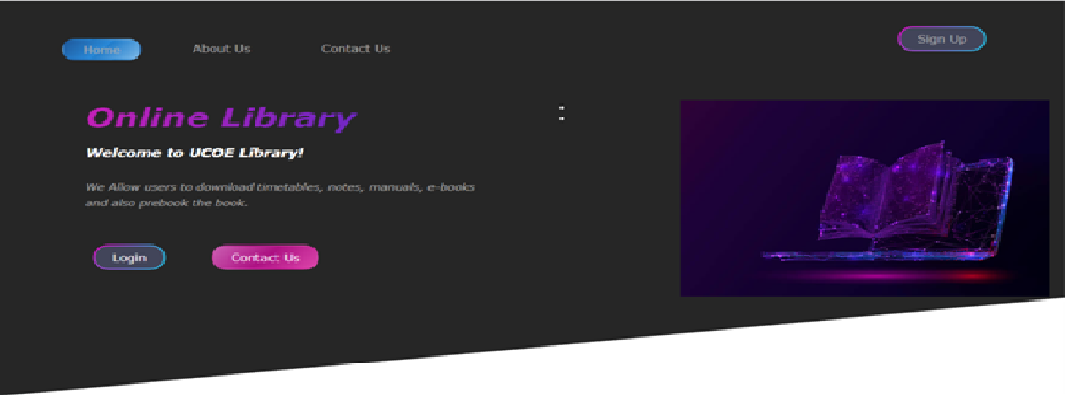 Home About Us Contact Us Sign Up
Online Library
:
Welcome to UCOE Library!
We Allow users to download timetables, notes, manuals, e-books
and also prebook the book.
Login Contact Us